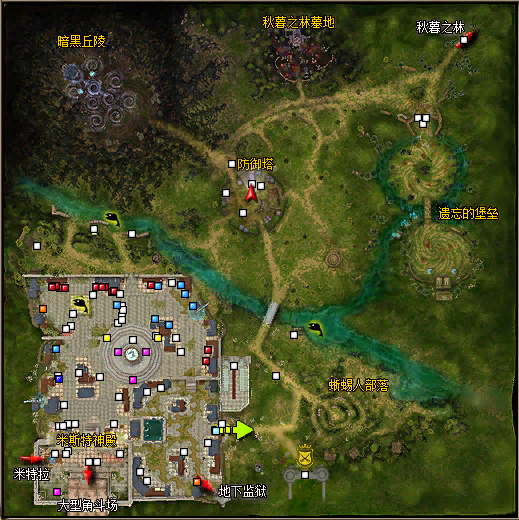 秋暮之林墓地
秋暮之林
暗黑丘陵
防御塔
遗忘的堡垒
蜥蜴人部落
米斯特神殿
米特拉
地下监狱
大型角斗场